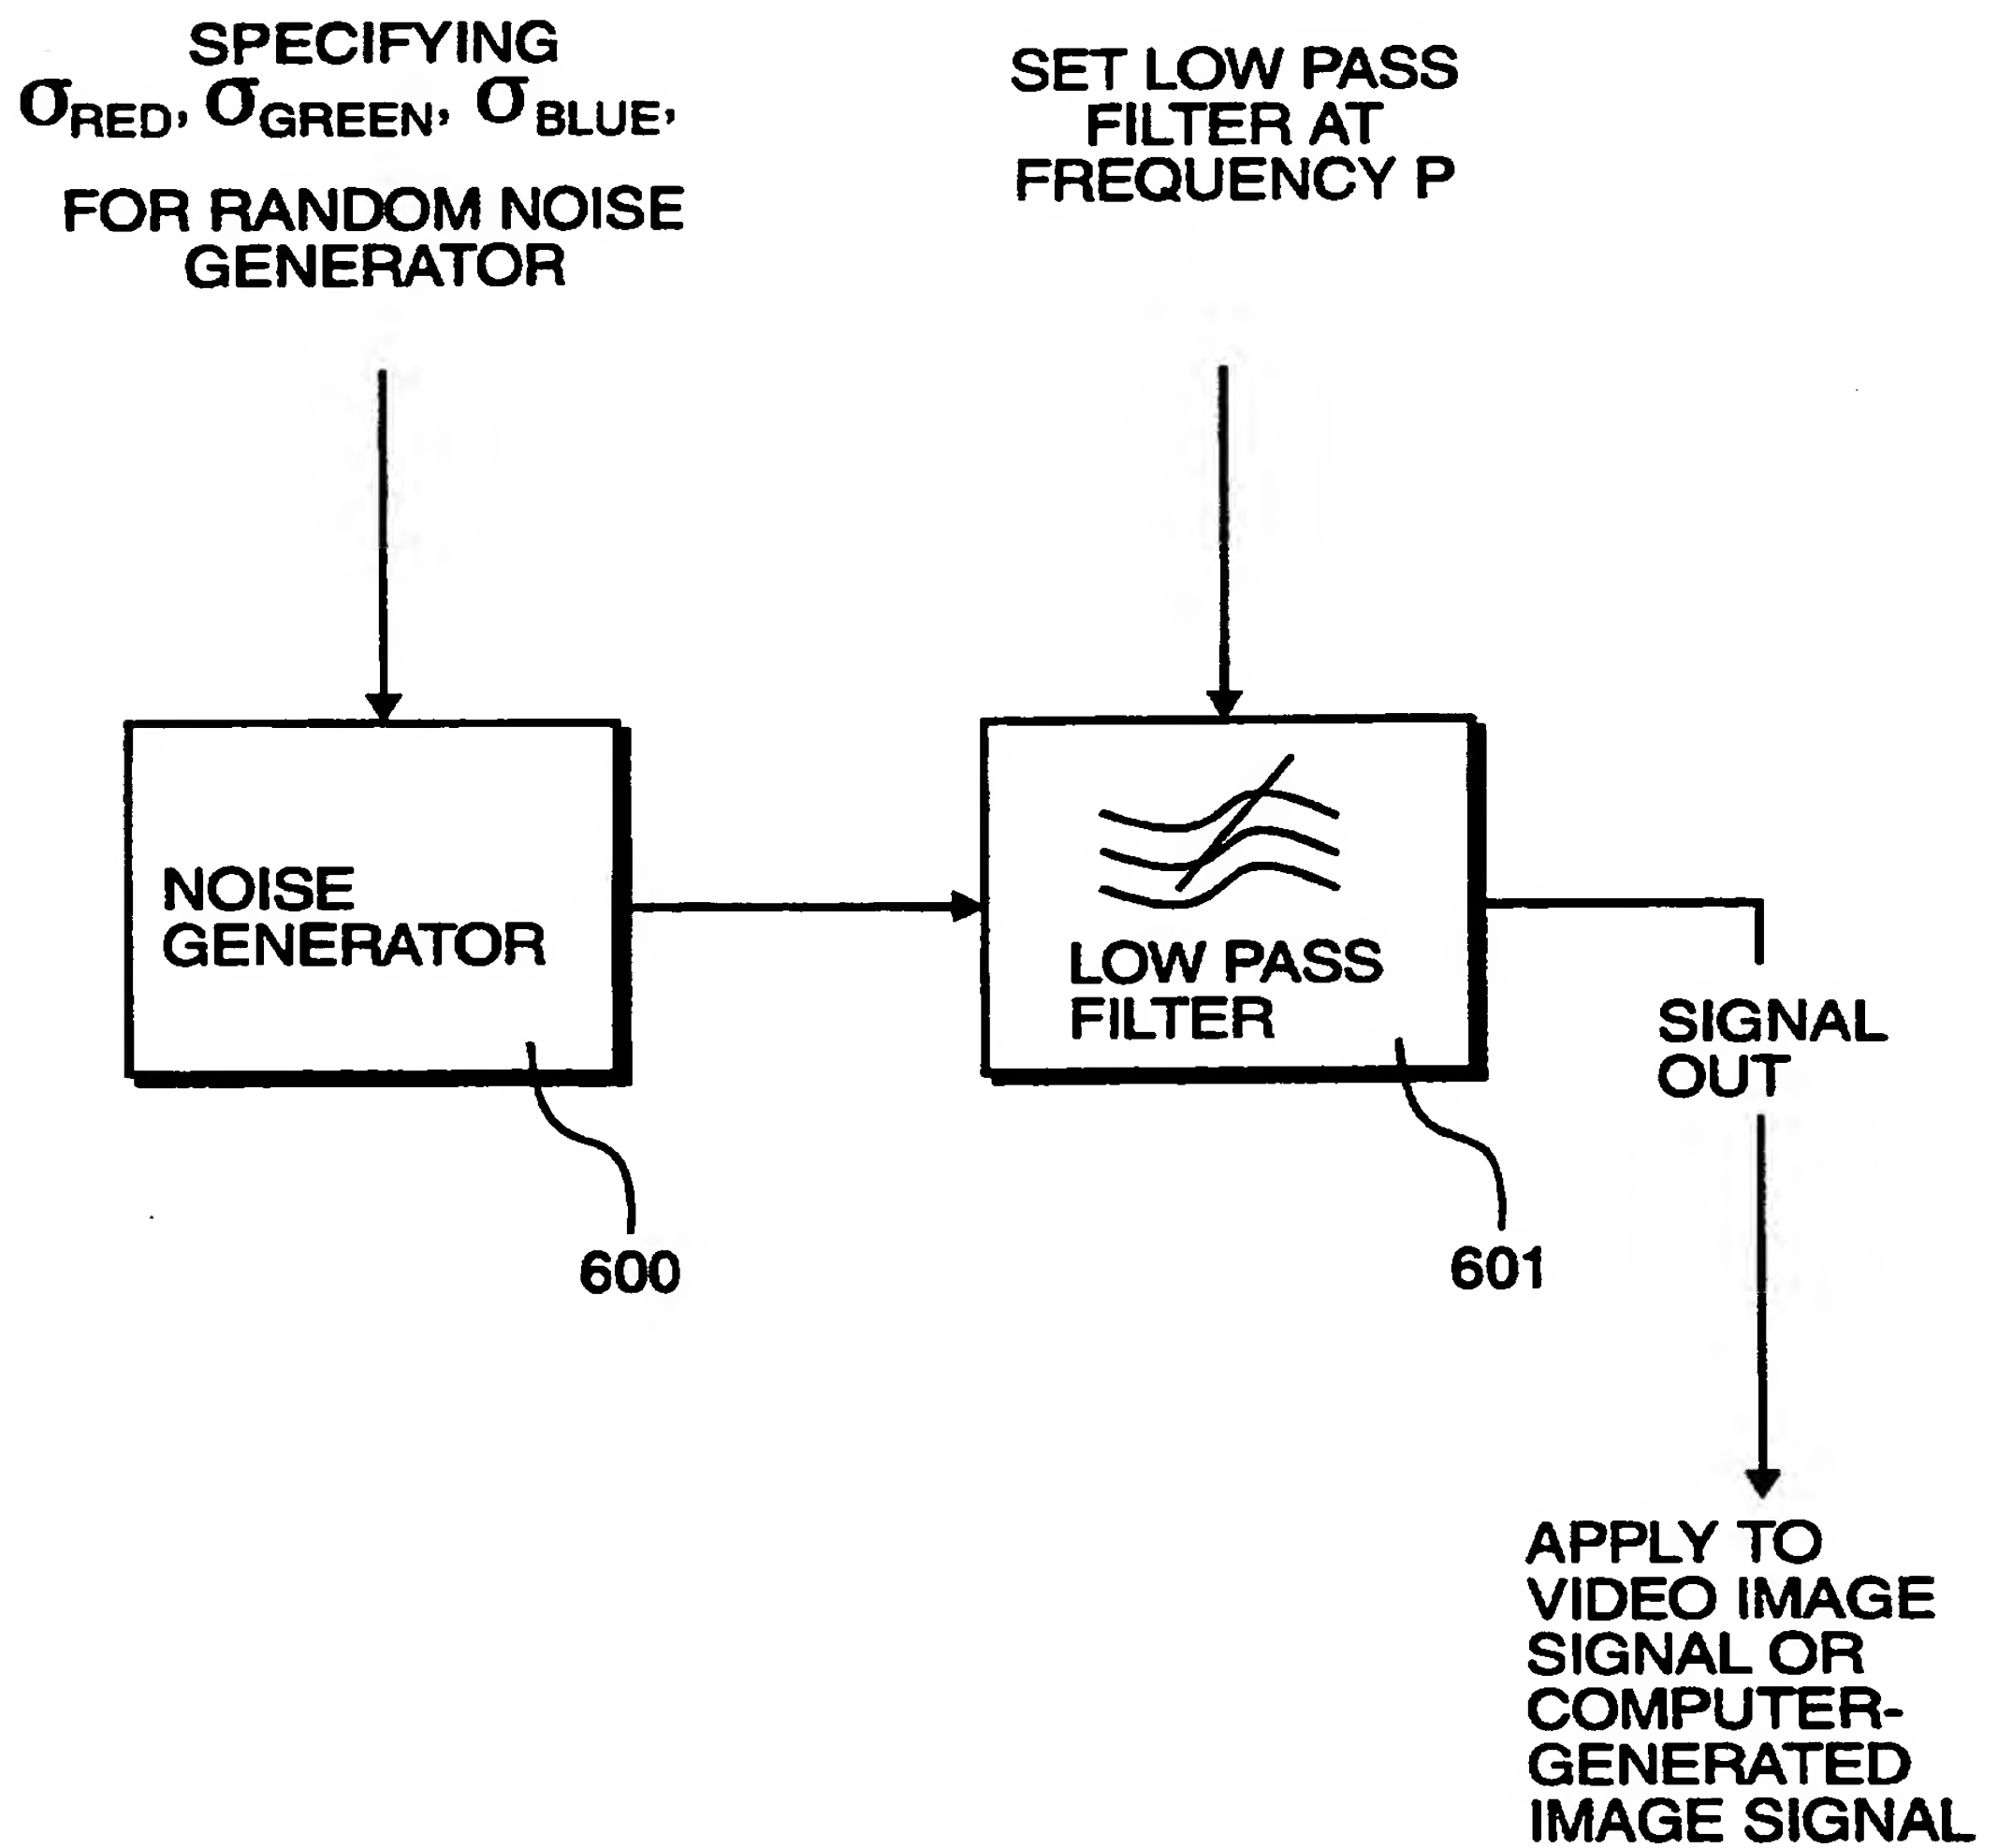 SPECIFYING
σRED, σGREEN, σBLUE,
FOR RANDOM NOISE
GENERATOR
SET LOW PASS
FILTER AT
FREQUENCY P
NOISE
GENERATOR
600
LOW PASS
FILTER
601
SIGNAL
OUT
APPLY TO
VIDEO IMAGE
SIGNAL OR
COMPUTER-
GENERATED
IMAGE SIGNAL